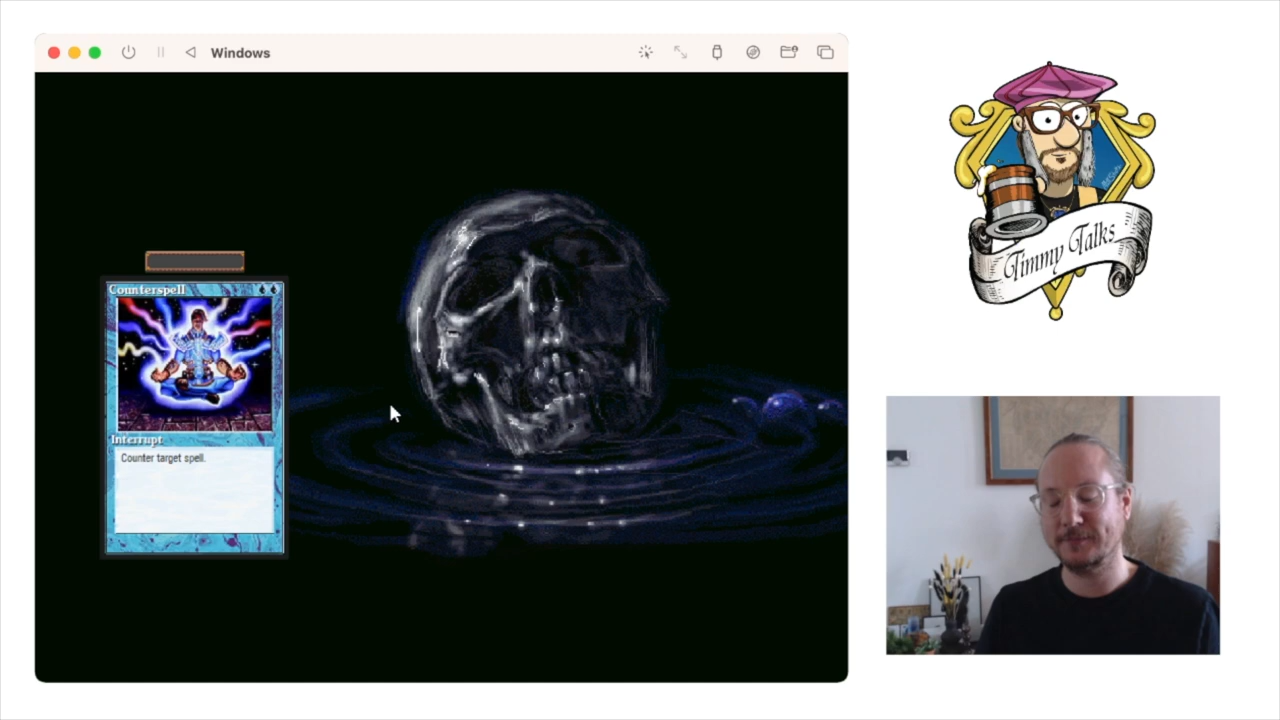 Windows
Counterspell
Interrupt
Counter target spell.
Timmy Talks